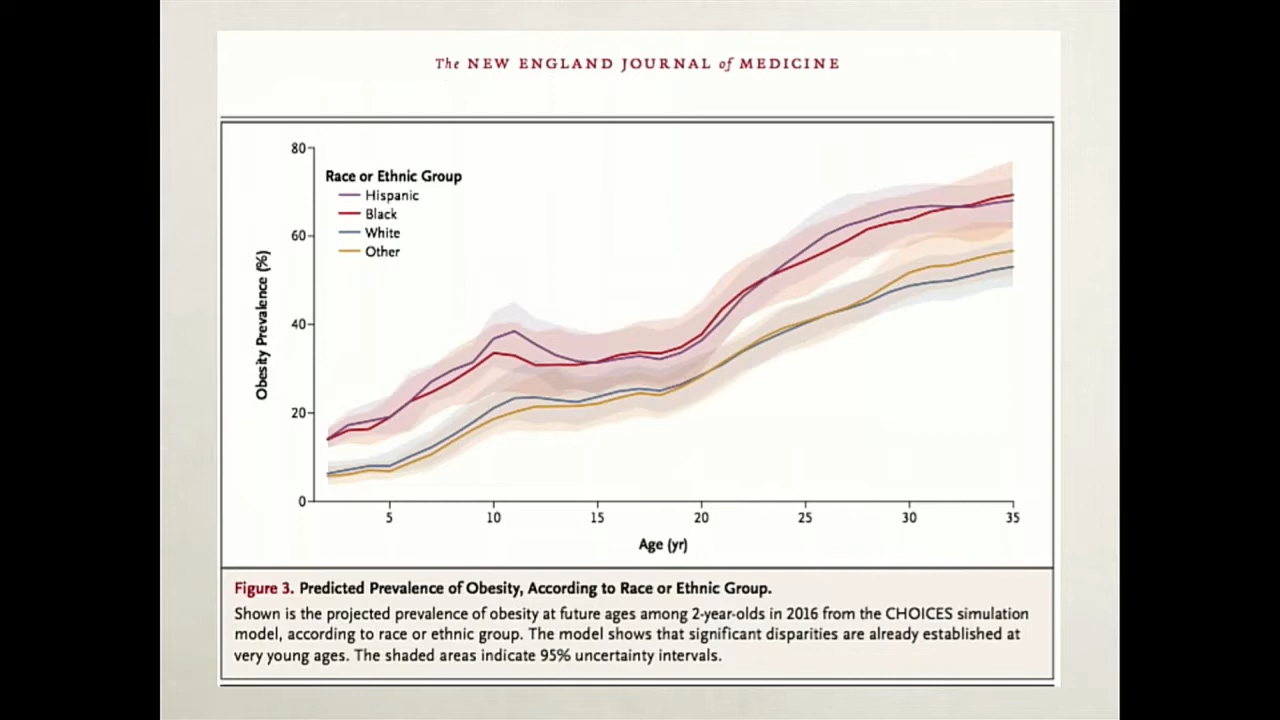 The NEW ENGLAND JOURNAL of MEDICINE
80
60
40
20
0
Obesity Prevalence (%)
Race or Ethnic Group
Hispanic
Black
White
Other
5 10 15 20 25 30 35
Age (yr)
Figure 3. Predicted Prevalence of Obesity, According to Race or Ethnic Group.
Shown is the projected prevalence of obesity at future ages among 2-year-olds in 2016 from the CHOICES simulation
model, according to race or ethnic group. The model shows that significant disparities are already established at
very young ages. The shaded areas indicate 95% uncertainty intervals.